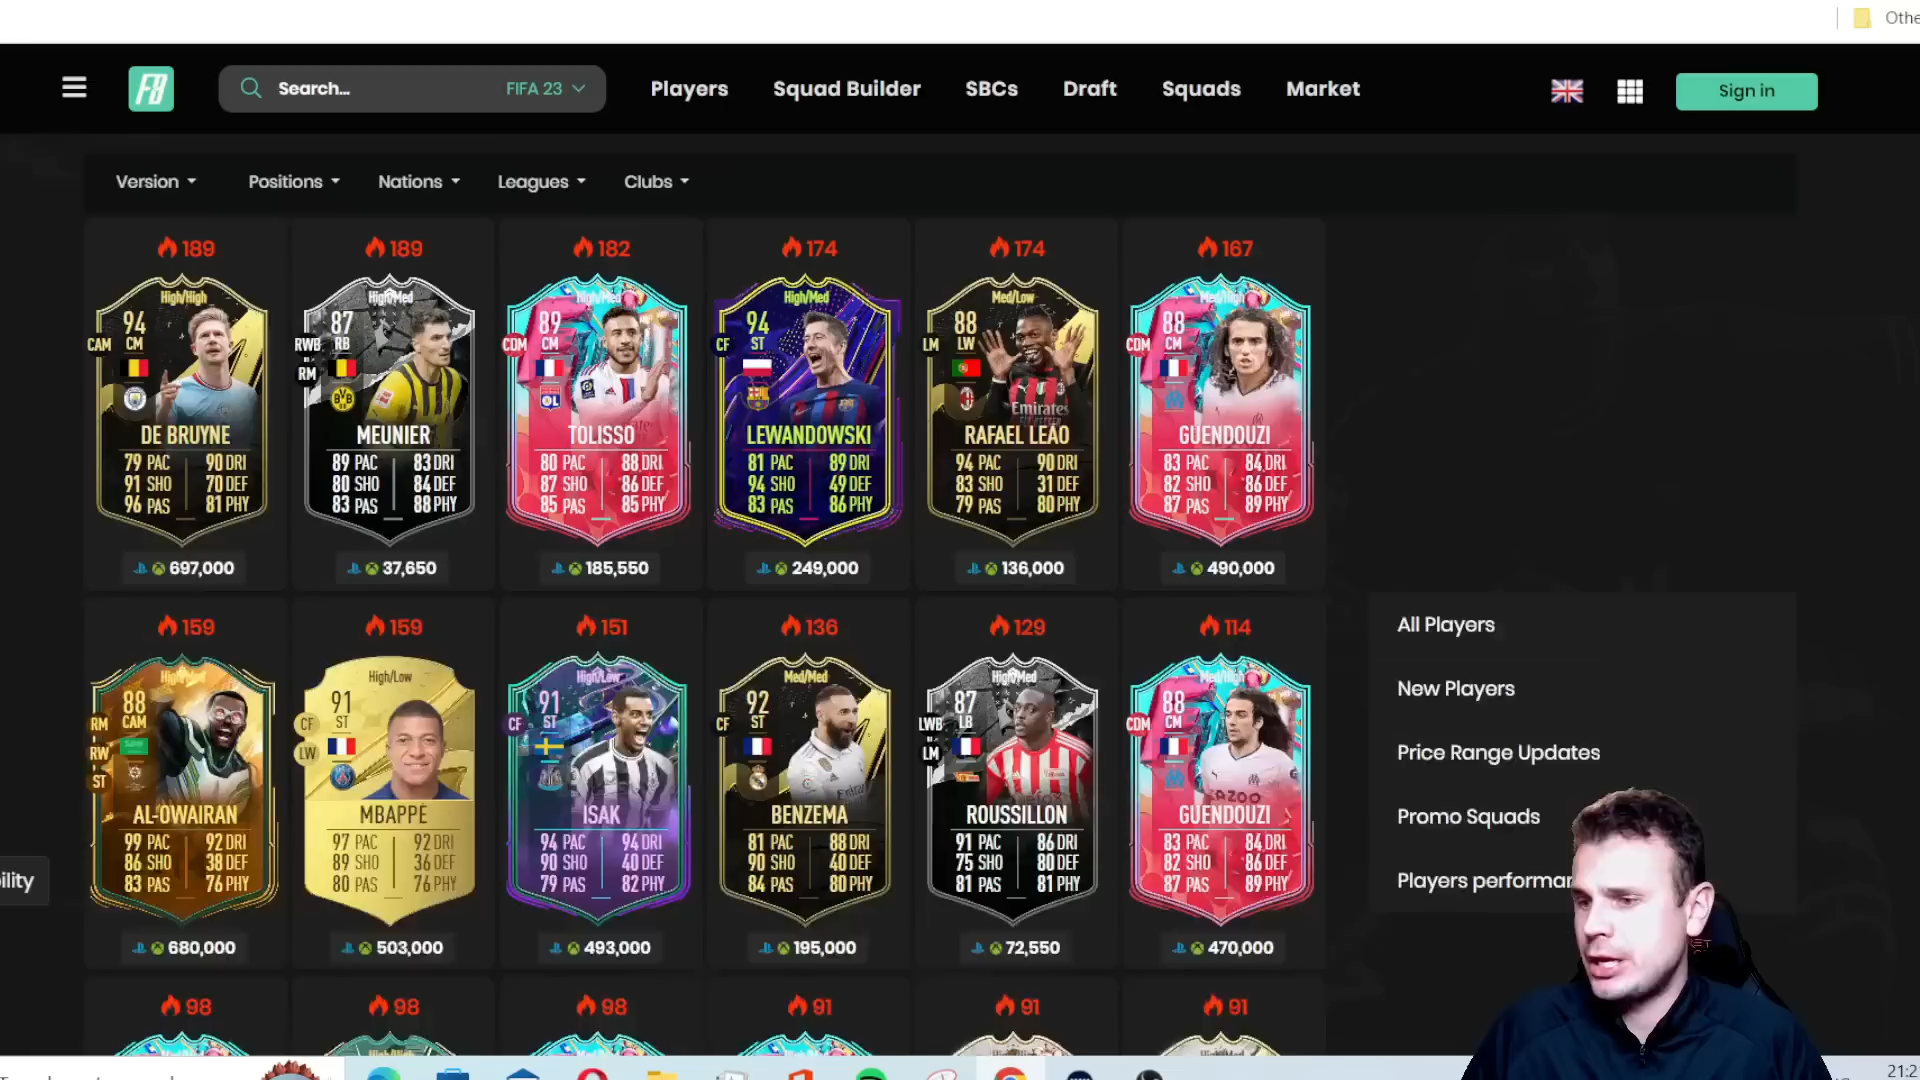 Othe
F8
Search...
FIFA 23
Players
Squad Builder
SBCs
Draft
Squads
Market
Sign in
Version
Positions
Nations
Leagues
Clubs
189
High/High
94
CM
CAM
DE BRUYNE
79 PAC 90 DRI
91 SHO 70 DEF
96 PAS 81 PHY
697,000
189
High/Med
87
RB
RWB
RM
MEUNIER
89 PAC 83 DRI
80 SHO 84 DEF
83 PAS 88 PHY
37,650
182
High/Med
89
CM
CDM
TOLISSO
80 PAC 88 DRI
87 SHO 86 DEF
85 PAS 85 PHY
185,550
174
High/Med
94
ST
CF
LEWANDOWSKI
81 PAC 89 DRI
94 SHO 49 DEF
83 PAS 86 PHY
249,000
174
Med/Low
88
LW
LM
Emirates
RAFAEL LEÃO
94 PAC 90 DRI
83 SHO 31 DEF
79 PAS 80 PHY
136,000
167
Med/High
88
CM
CDM
GUENDOUZI
83 PAC 84 DRI
82 SHO 86 DEF
87 PAS 89 PHY
490,000
159
High/Med
88
CAM
RM
RW
ST
AL-OWAIRAN
99 PAC 92 DRI
86 SHO 38 DEF
83 PAS 76 PHY
680,000
159
High/Low
91
ST
CF
LW
MBAPPÉ
97 PAC 92 DRI
89 SHO 36 DEF
80 PAS 76 PHY
503,000
151
High/Low
91
ST
CF
ISAK
94 PAC 94 DRI
90 SHO 40 DEF
79 PAS 82 PHY
493,000
136
Med/Med
92
ST
CF
BENZEMA
81 PAC 88 DRI
90 SHO 40 DEF
84 PAS 80 PHY
195,000
129
High/Med
87
LB
LWB
LM
ROUSSILLON
91 PAC 86 DRI
75 SHO 80 DEF
81 PAS 81 PHY
72,550
114
Med/High
88
CM
CDM
GUENDOUZI
83 PAC 84 DRI
82 SHO 86 DEF
87 PAS 89 PHY
470,000
All Players
New Players
Price Range Updates
Promo Squads
Players performan
ility
98
98
98
91
91
91
21:2